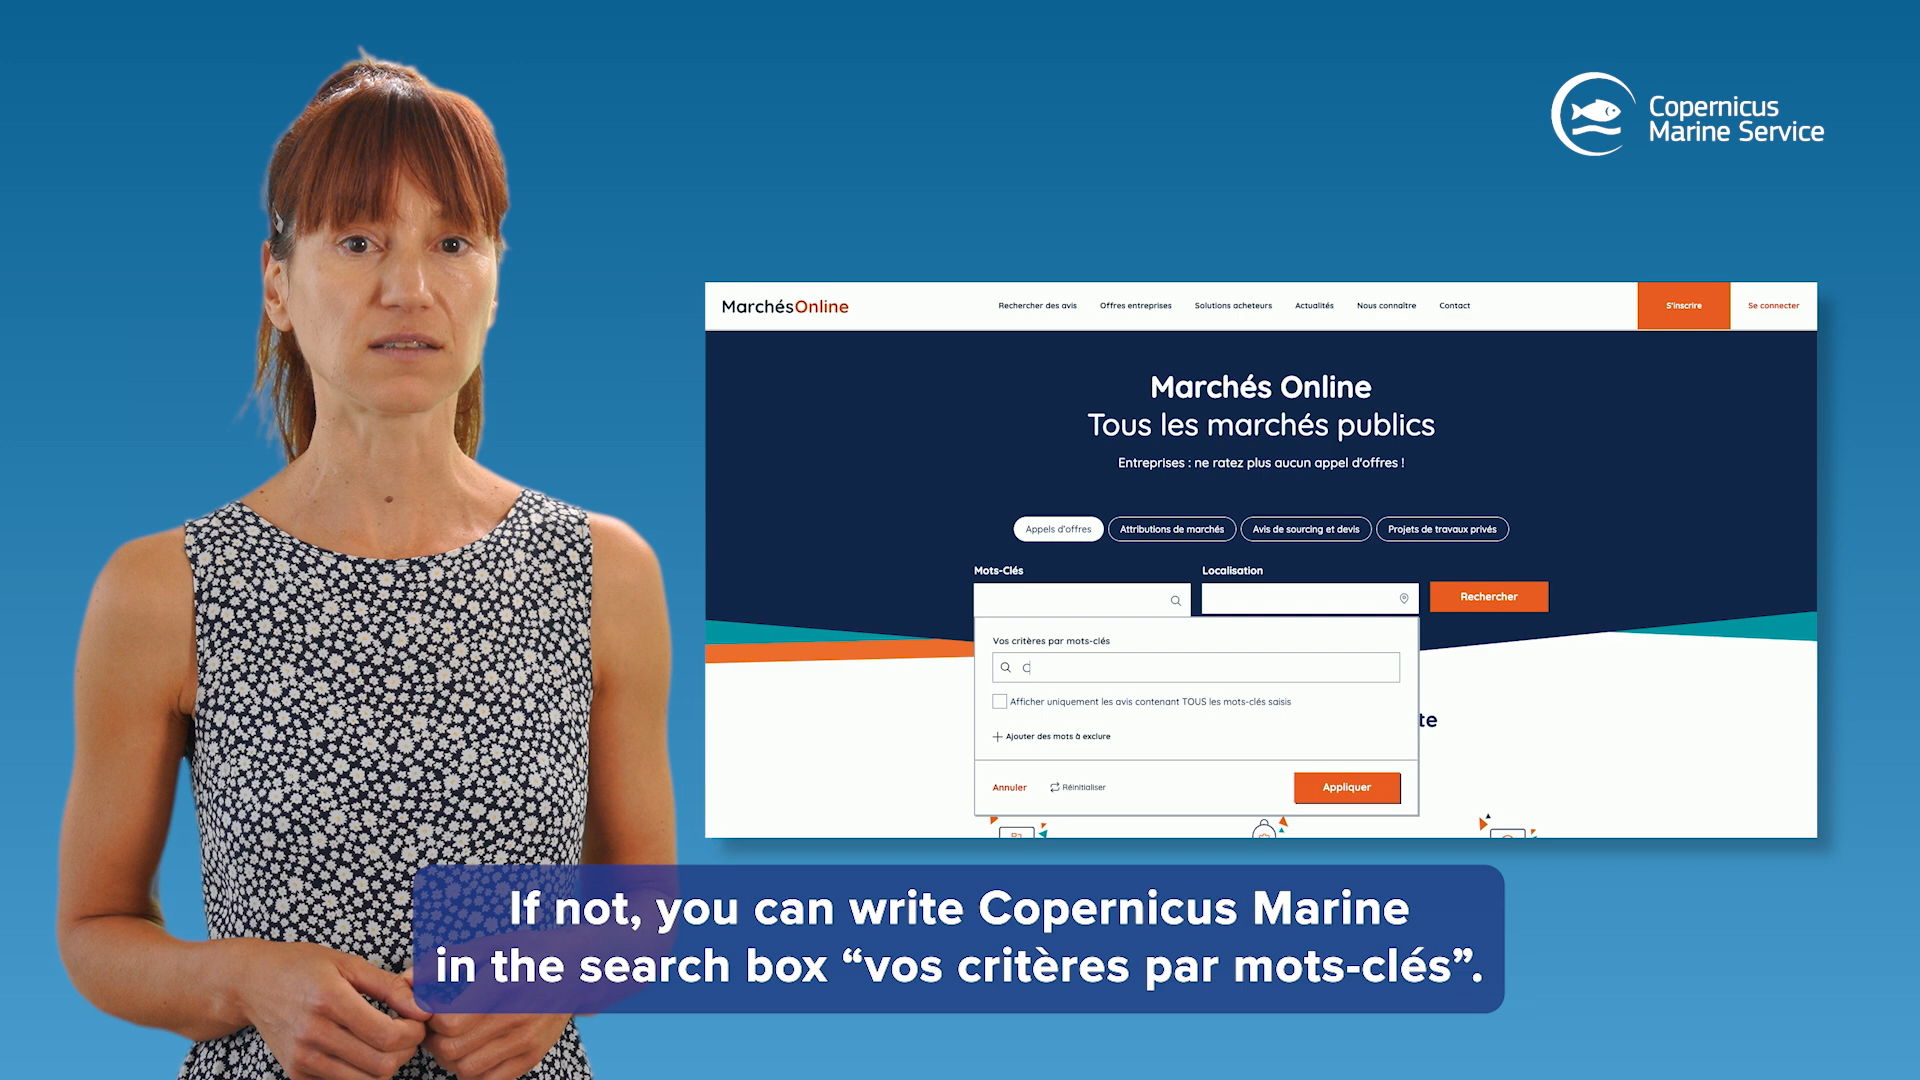 Copernicus
Marine Service
MarchésOnline
Rechercher des avis
Offres entreprises
Solutions acheteurs
Actualités
Nous connaître
Contact
S'inscrire
Se connecter
Marchés Online
Tous les marchés publics
Entreprises : ne ratez plus aucun appel d'offres !
Appels d'offres
Attributions de marchés
Avis de sourcing et devis
Projets de travaux privés
Mots-Clés
Localisation
Rechercher
Vos critères par mots-clés
C
Afficher uniquement les avis contenant TOUS les mots-clés saisis
te
Ajouter des mots à exclure
Annuler
Réinitialiser
Appliquer
If not, you can write Copernicus Marine
in the search box “vos critères par mots-clés”.